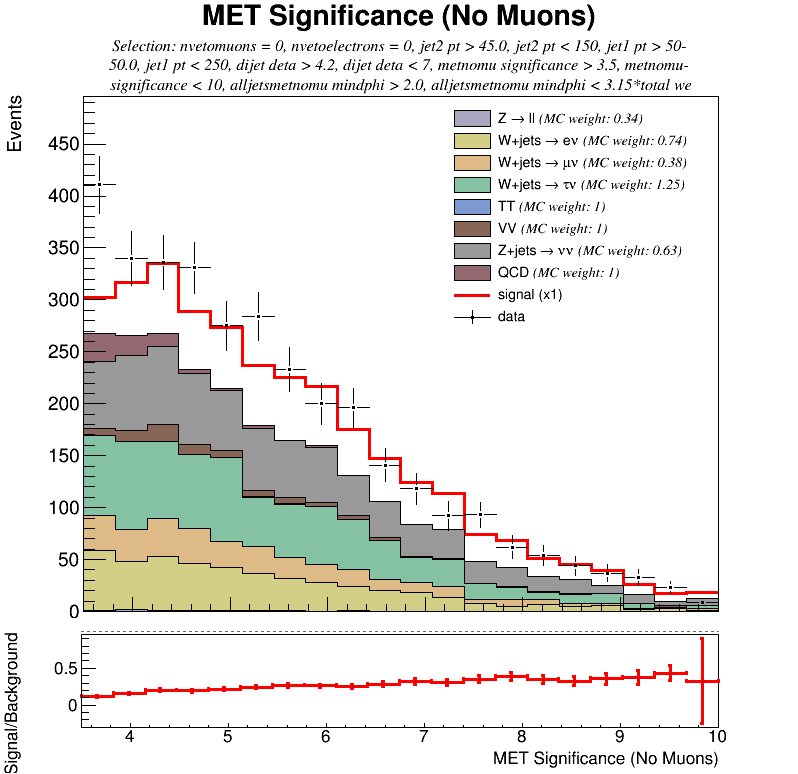 MET Significance (No Muons)
Selection: nvetomuons = 0, nvetoelectrons = 0, jet2 pt > 45.0, jet2 pt < 150, jet1 pt > 50-
50.0, jet1 pt < 250, dijet deta > 4.2, dijet deta < 7, metnomu significance > 3.5, metnomu-
significance < 10, alljetsmetnomu mindphi > 2.0, alljetsmetnomu mindphi < 3.15*total we
Events
450
400
350
300
250
200
150
100
50
0
Z → ll (MC weight: 0.34)
W+jets → eν (MC weight: 0.74)
W+jets → μν (MC weight: 0.38)
W+jets → τν (MC weight: 1.25)
TT (MC weight: 1)
VV (MC weight: 1)
Z+jets → νν (MC weight: 0.63)
QCD (MC weight: 1)
signal (x1)
data
Signal/Background
0.5
0
4 5 6 7 8 9 10
MET Significance (No Muons)